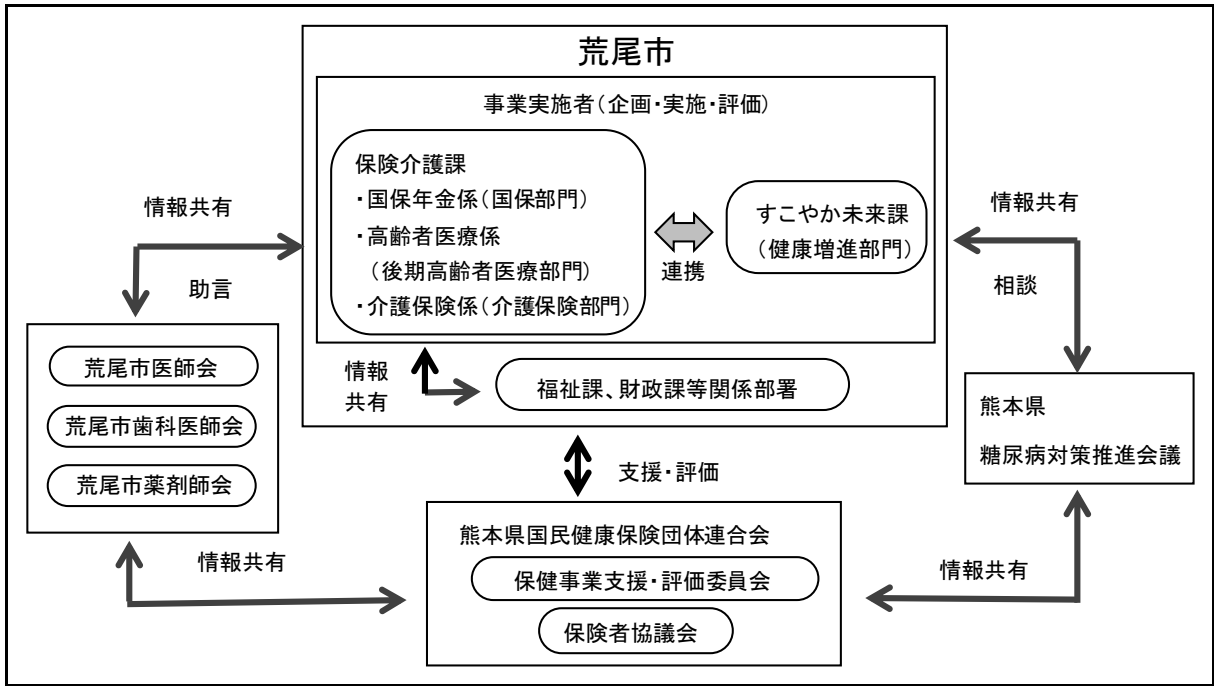 荒尾市
事業実施者（企画・実施・評価）
保険介護課
・国保年金係（国保部門）
・高齢者医療係
（後期高齢者医療部門）
・介護保険係（介護保険部門）
連携
すこやか未来課
（健康増進部門）
情報
共有
福祉課、財政課等関係部署
情報共有
助言
情報共有
相談
荒尾市医師会
荒尾市歯科医師会
荒尾市薬剤師会
熊本県
糖尿病対策推進会議
支援・評価
熊本県国民健康保険団体連合会
保健事業支援・評価委員会
保険者協議会
情報共有
情報共有